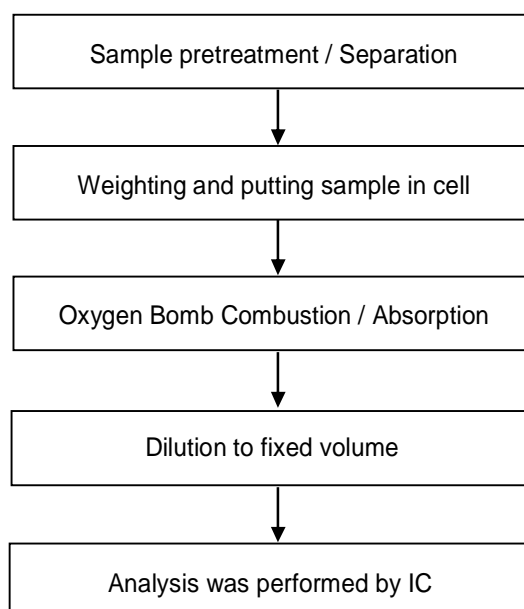 Sample pretreatment / Separation
Weighting and putting sample in cell
Oxygen Bomb Combustion / Absorption
Dilution to fixed volume
Analysis was performed by IC